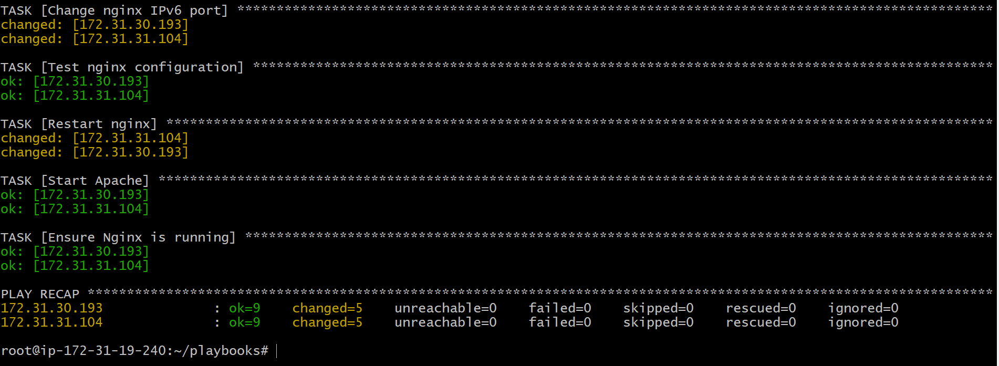 TASK [Change nginx IPv6 port] ************************************************************************************************
changed: [172.31.30.193]
changed: [172.31.31.104]
TASK [Test nginx configuration] **********************************************************************************************
ok: [172.31.30.193]
ok: [172.31.31.104]
TASK [Restart nginx] *********************************************************************************************************
changed: [172.31.31.104]
changed: [172.31.30.193]
TASK [Start Apache] **********************************************************************************************************
ok: [172.31.30.193]
ok: [172.31.31.104]
TASK [Ensure Nginx is running] ***********************************************************************************************
ok: [172.31.30.193]
ok: [172.31.31.104]
PLAY RECAP *******************************************************************************************************************
172.31.30.193              : ok=9    changed=5    unreachable=0    failed=0    skipped=0    rescued=0    ignored=0
172.31.31.104              : ok=9    changed=5    unreachable=0    failed=0    skipped=0    rescued=0    ignored=0
root@ip-172-31-19-240:~/playbooks#